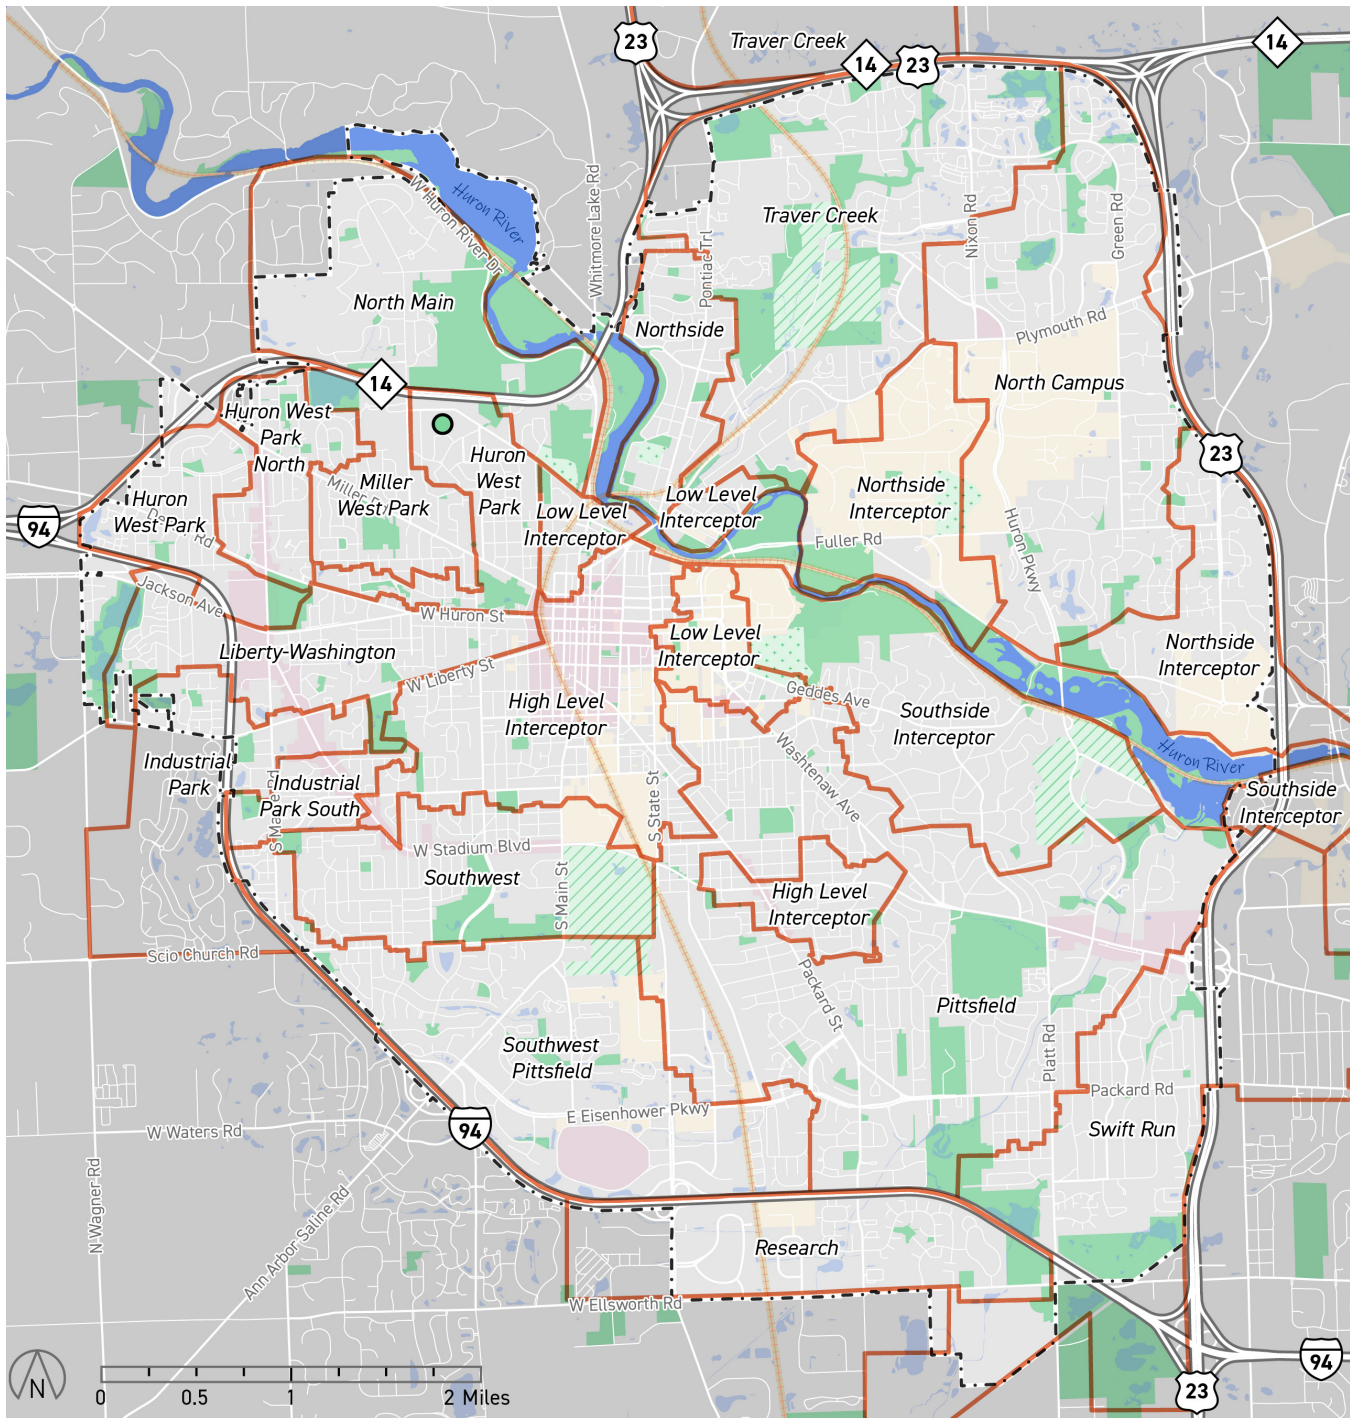 23
Traver Creek
14
23
14
Whitmore Lake Rd
Huron River
W Huron River Dr
Traver Creek
Nixon Rd
Green Rd
Pontiac Trl
North Main
Northside
Plymouth Rd
14
North Campus
Huron West
Park
North
Huron
West
Park
Miller
West Park
Miller
Huron
West Park
94
Rd
Low Level
Interceptor
Low Level
Interceptor
Northside
Interceptor
23
Fuller Rd
Huron Pkwy
Jackson Ave
W Huron St
Liberty-Washington
W Liberty St
Low Level
Interceptor
Northside
Interceptor
Geddes Ave
High Level
Interceptor
Southside
Interceptor
Washtenaw Ave
Huron River
Industrial
Park
Industrial
Park South
S State St
Southside
Interceptor
W Stadium Blvd
Southwest
S Main St
High Level
Interceptor
Scio Church Rd
Packard St
Pittsfield
Southwest
Pittsfield
Platt Rd
Packard Rd
E Eisenhower Pkwy
94
W Waters Rd
Swift Run
N Wagner Rd
Ann Arbor Saline Rd
Research
W Ellsworth Rd
N
0
0.5
1
2 Miles
94
23